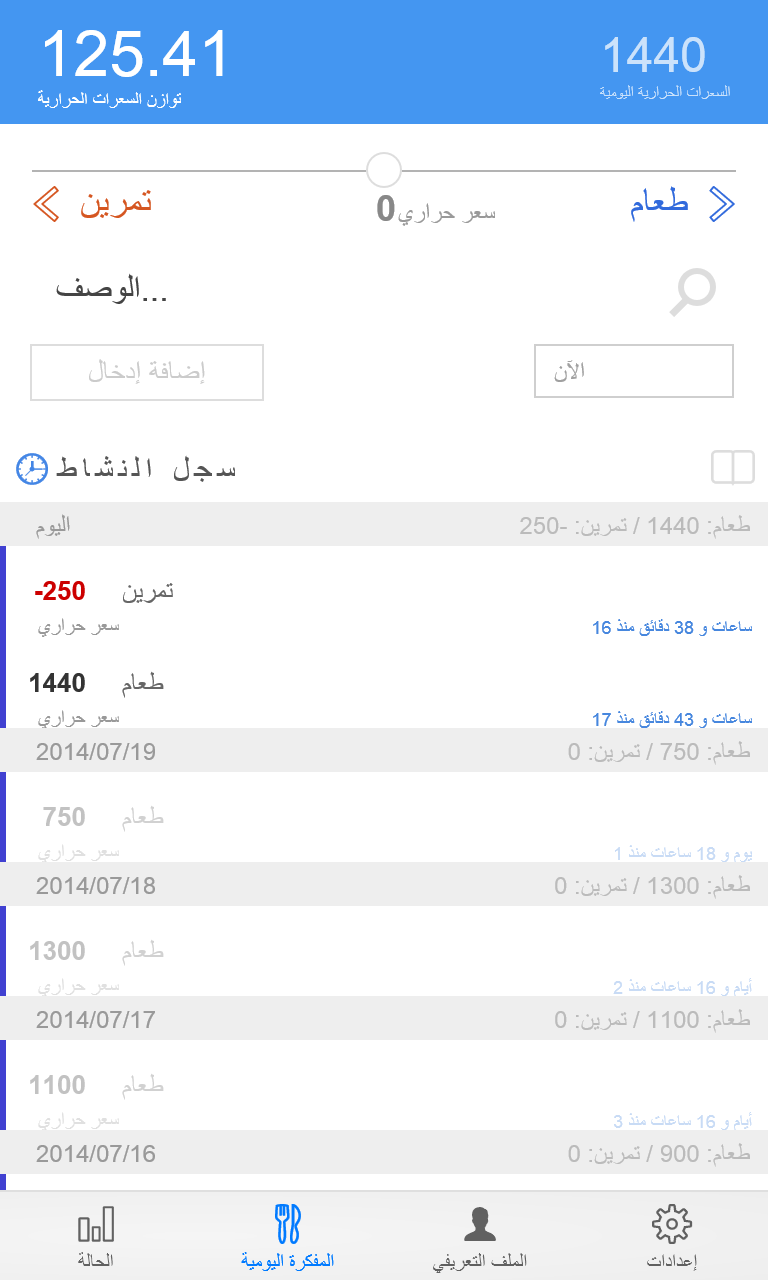 125.41
توازن السعرات الحرارية
1440
السعرات الحرارية اليومية
تمرين
0 سعر حراري
طعام
الوصف...
إضافة إدخال
الآن
سجل النشاط
اليوم
طعام: 1440 / تمرين: -250
-250 تمرين
سعر حراري
ساعات و 38 دقائق منذ 16
1440 طعام
سعر حراري
ساعات و 43 دقائق منذ 17
2014/07/19
طعام: 750 / تمرين: 0
750 طعام
سعر حراري
يوم و 18 ساعات منذ 1
2014/07/18
طعام: 1300 / تمرين: 0
1300 طعام
سعر حراري
أيام و 16 ساعات منذ 2
2014/07/17
طعام: 1100 / تمرين: 0
1100 طعام
سعر حراري
أيام و 16 ساعات منذ 3
2014/07/16
طعام: 900 / تمرين: 0
الحالة
المفكرة اليومية
الملف التعريفي
إعدادات